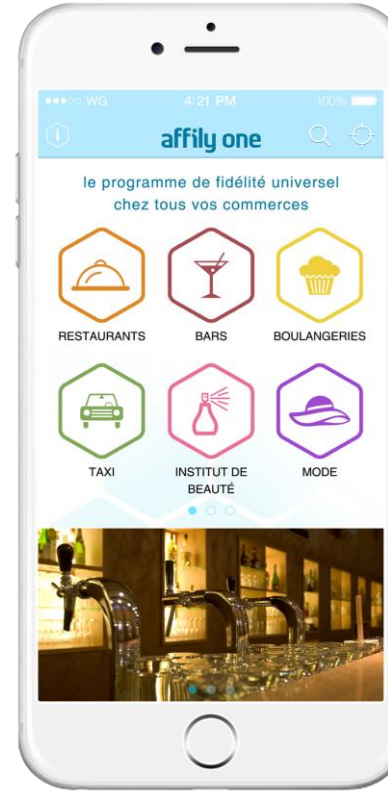 WG
4:21 PM
100%
i
affily one
le programme de fidélité universel
chez tous vos commerces
RESTAURANTS
BARS
BOULANGERIES
TAXI
INSTITUT DE
BEAUTÉ
MODE